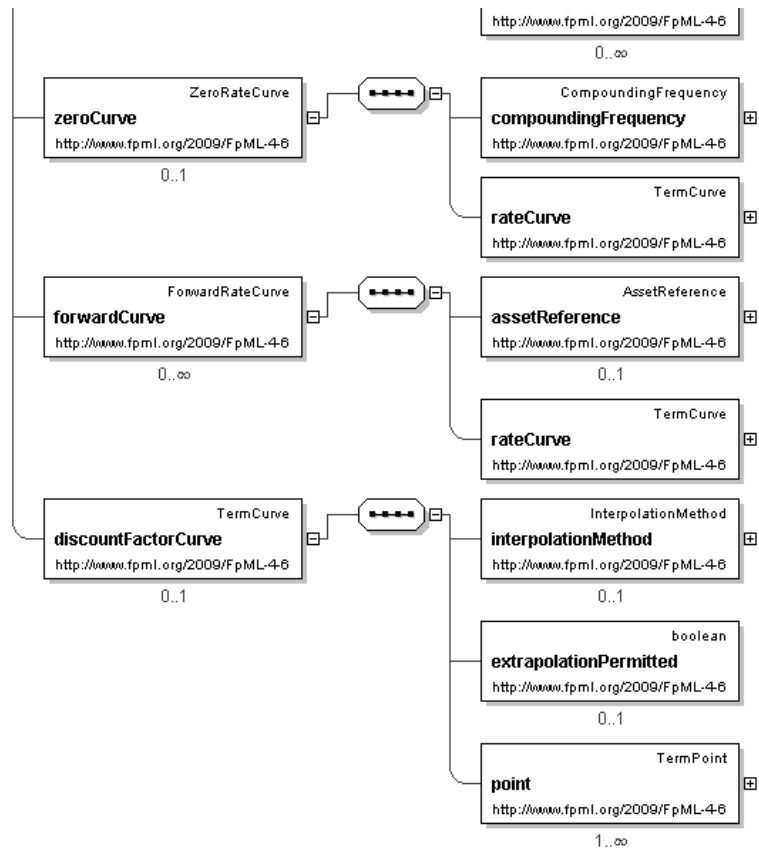 http://www.fpml.org/2009/FpML-4-6
0..∞
ZeroRateCurve
zeroCurve
http://www.fpml.org/2009/FpML-4-6
0..1
CompoundingFrequency
compoundingFrequency
http://www.fpml.org/2009/FpML-4-6
TermCurve
rateCurve
http://www.fpml.org/2009/FpML-4-6
ForwardRateCurve
forwardCurve
http://www.fpml.org/2009/FpML-4-6
0..∞
AssetReference
assetReference
http://www.fpml.org/2009/FpML-4-6
0..1
TermCurve
rateCurve
http://www.fpml.org/2009/FpML-4-6
TermCurve
discountFactorCurve
http://www.fpml.org/2009/FpML-4-6
0..1
InterpolationMethod
interpolationMethod
http://www.fpml.org/2009/FpML-4-6
0..1
boolean
extrapolationPermitted
http://www.fpml.org/2009/FpML-4-6
0..1
TermPoint
point
http://www.fpml.org/2009/FpML-4-6
1..∞